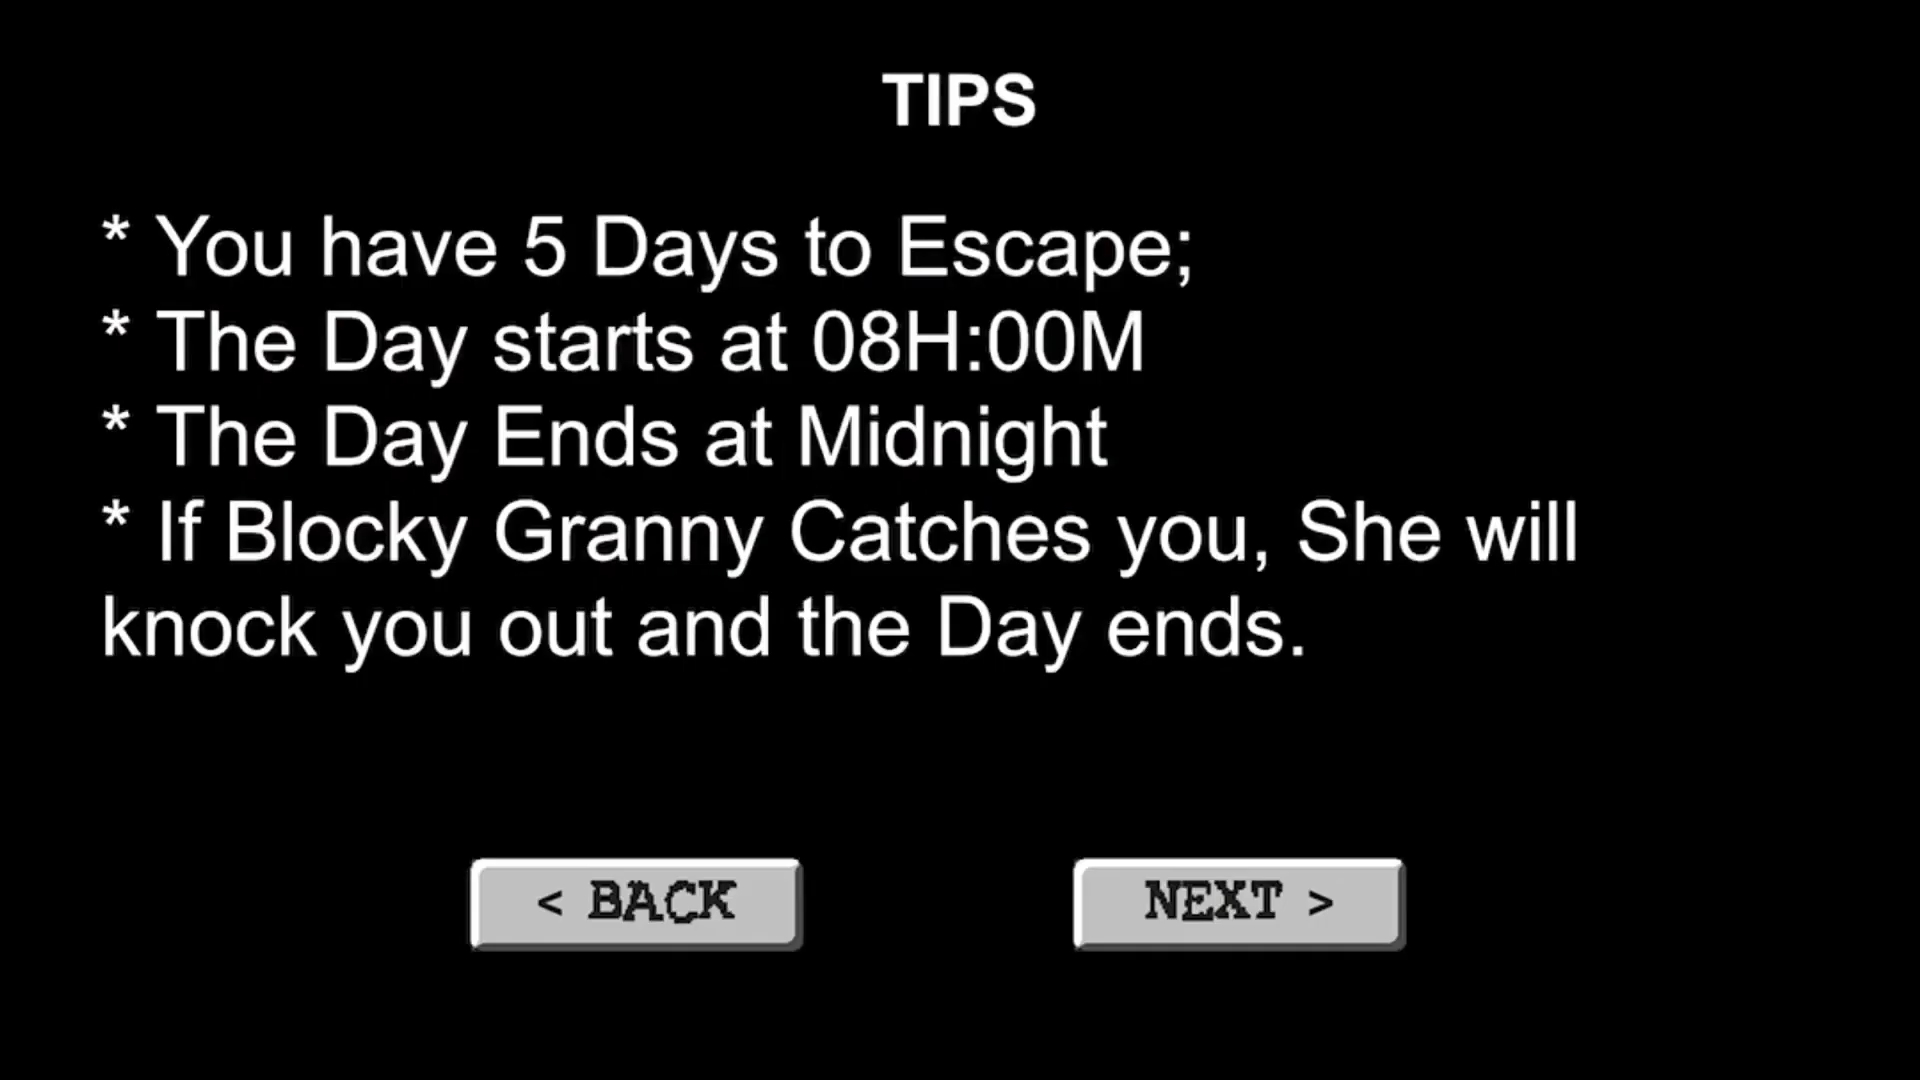 TIPS
* You have 5 Days to Escape;
* The Day starts at 08H:00M
* The Day Ends at Midnight
* If Blocky Granny Catches you, She will
knock you out and the Day ends.
< BACK
NEXT >